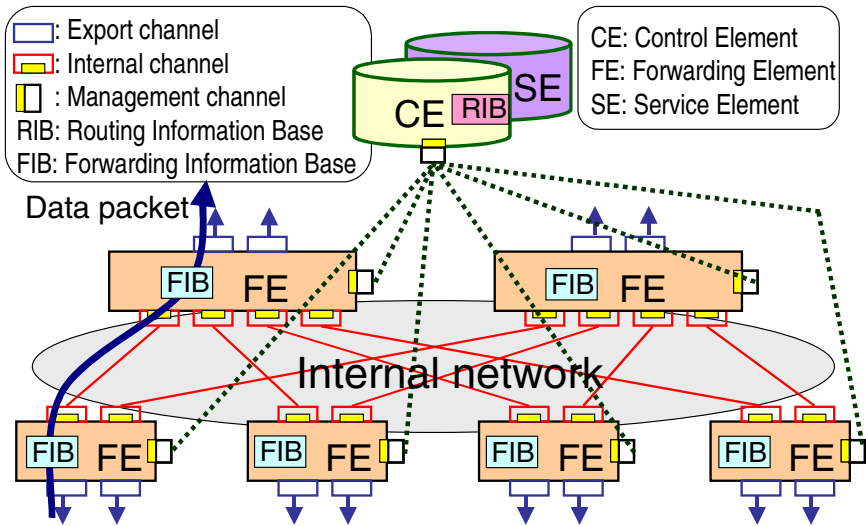 : Export channel
: Internal channel
: Management channel
RIB: Routing Information Base
FIB: Forwarding Information Base
CE: Control Element
FE: Forwarding Element
SE: Service Element
SE
CE
RIB
Data packet
FIB
FE
FIB
FE
Internal network
FIB
FE
FIB
FE
FIB
FE
FIB
FE